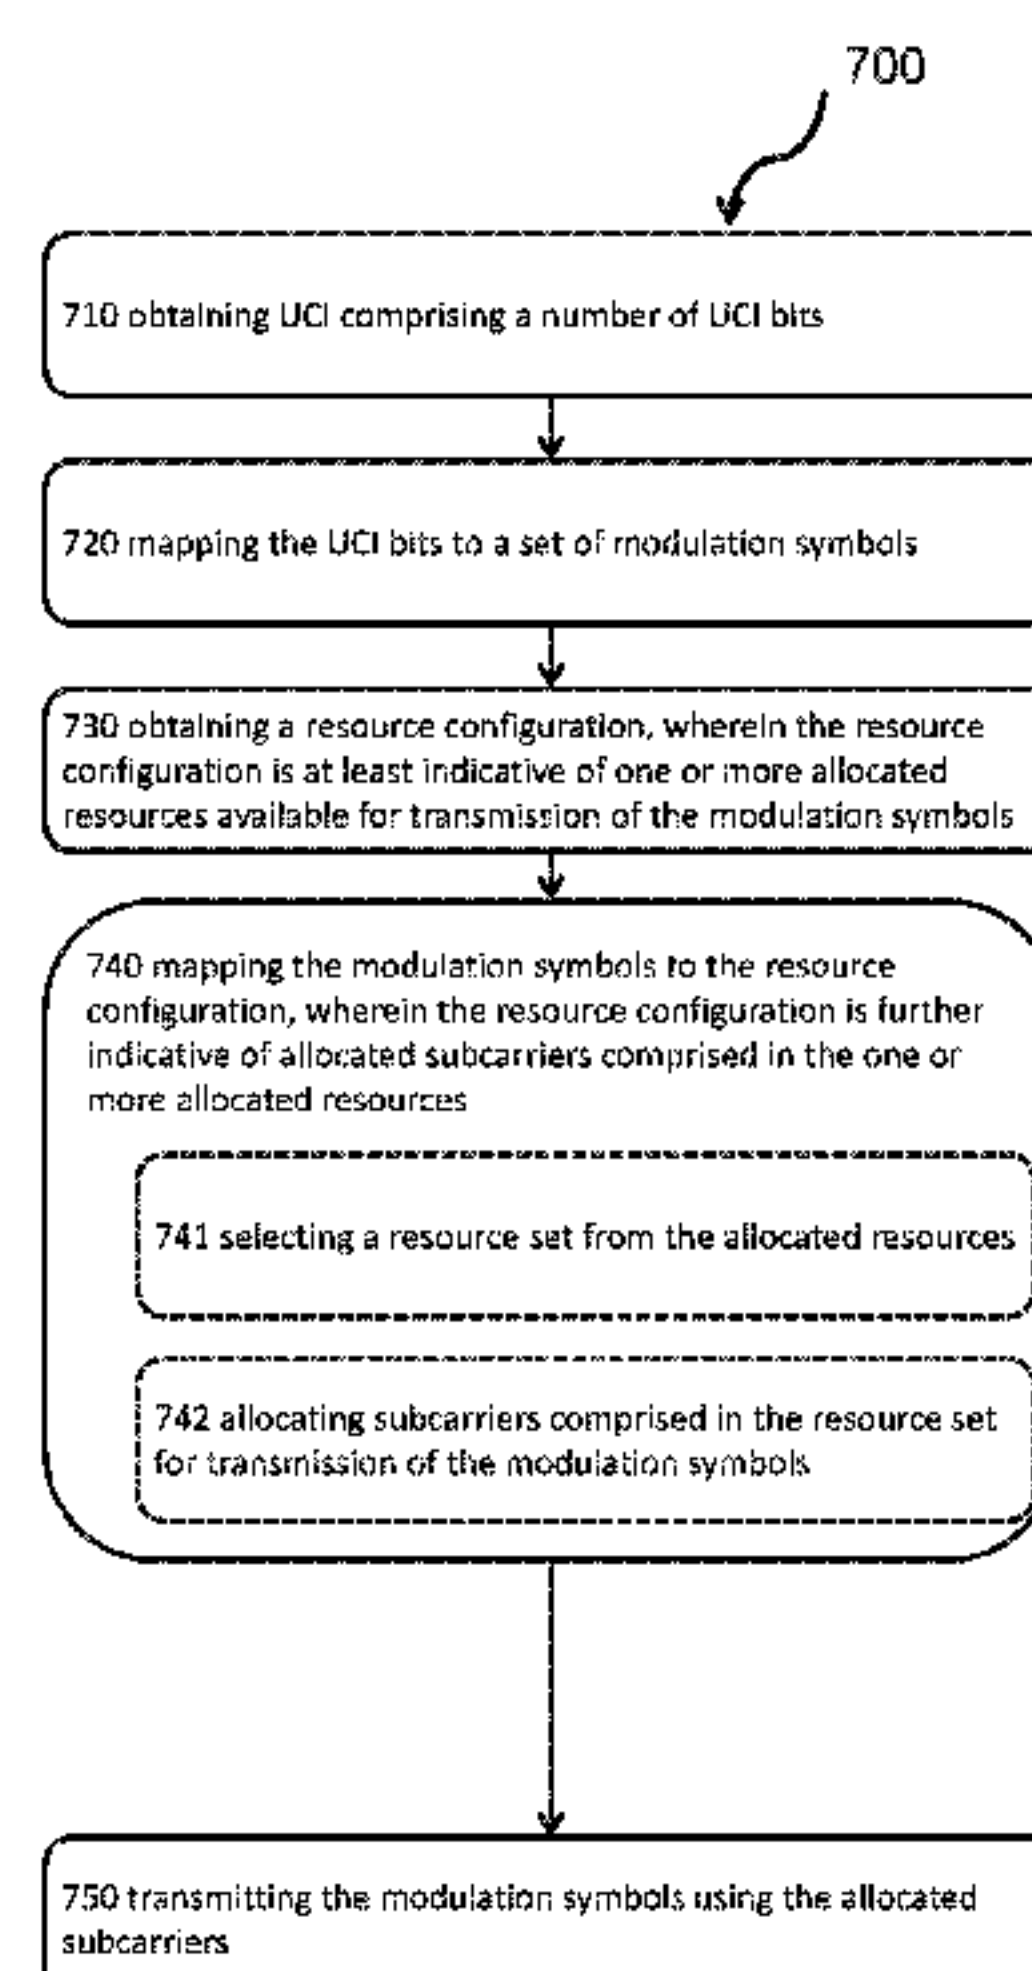 700
710 obtaining UCI comprising a number of UCI bits
720 mapping the UCI bits to a set of modulation symbols
730 obtaining a resource configuration, wherein the resource
configuration is at least indicative of one or more allocated
resources available for transmission of the modulation symbols
740 mapping the modulation symbols to the resource
configuration, wherein the resource configuration is further
indicative of allocated subcarriers comprised in the one or
more allocated resources
741 selecting a resource set from the allocated resources
742 allocating subcarriers comprised in the resource set
for transmission of the modulation symbols
750 transmitting the modulation symbols using the allocated
subcarriers